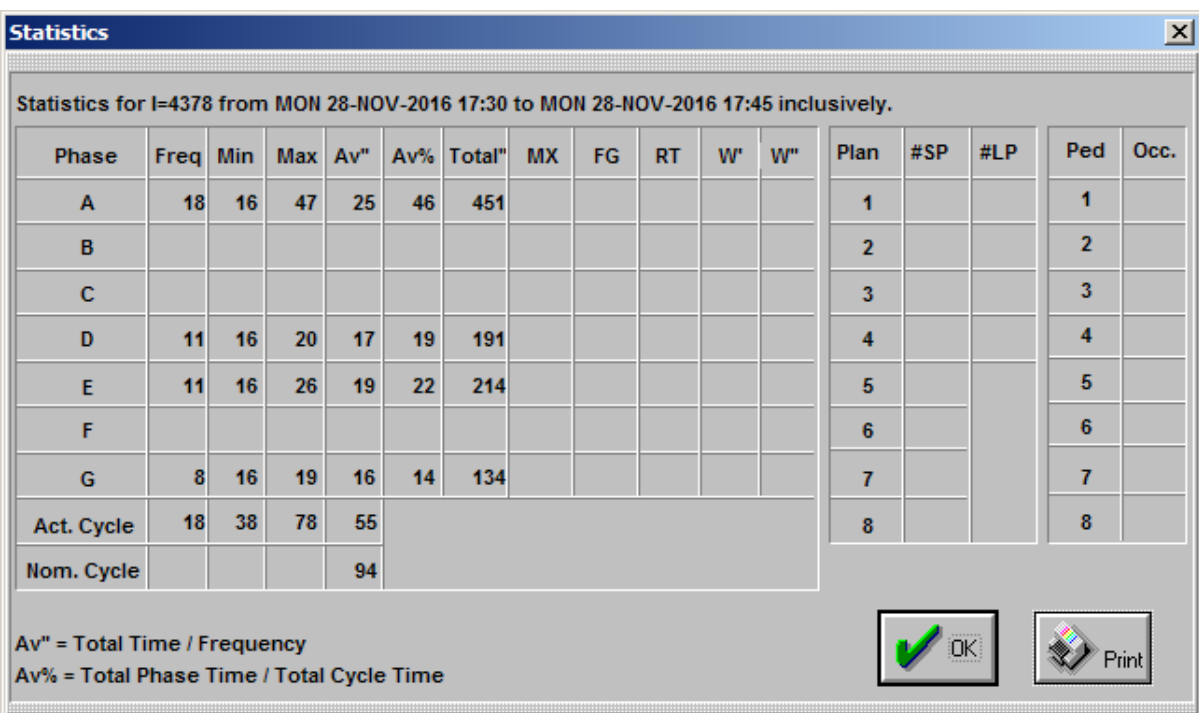 Statistics
Statistics for I=4378 from MON 28-NOV-2016 17:30 to MON 28-NOV-2016 17:45 inclusively.
Phase Freq Min Max Av" Av% Total" MX FG RT W' W" Plan #SP #LP Ped Occ.
A 18 16 47 25 46 451 1 1
B 2 2
C 3 3
D 11 16 20 17 19 191 4 4
E 11 16 26 19 22 214 5 5
F 6 6
G 8 16 19 16 14 134 7 7
Act. Cycle 18 38 78 55 8 8
Nom. Cycle 94
Av" = Total Time / Frequency
Av% = Total Phase Time / Total Cycle Time
OK
Print